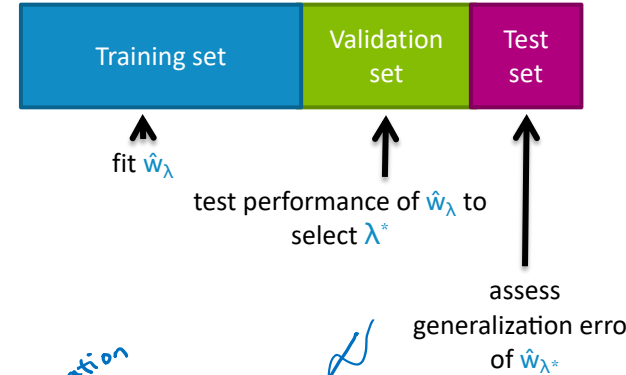 Training set
Validation
set
Test
set
fit ŵλ
test performance of ŵλ to
select λ*
assess
generalization erro
of ŵλ*